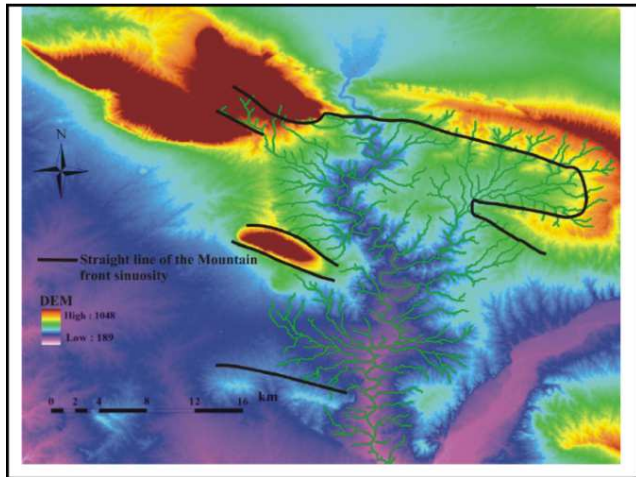 N
Straight line of the Mountain
front sinuosity
DEM
High : 1048
Low : 189
0 2 4 8 12 16 km